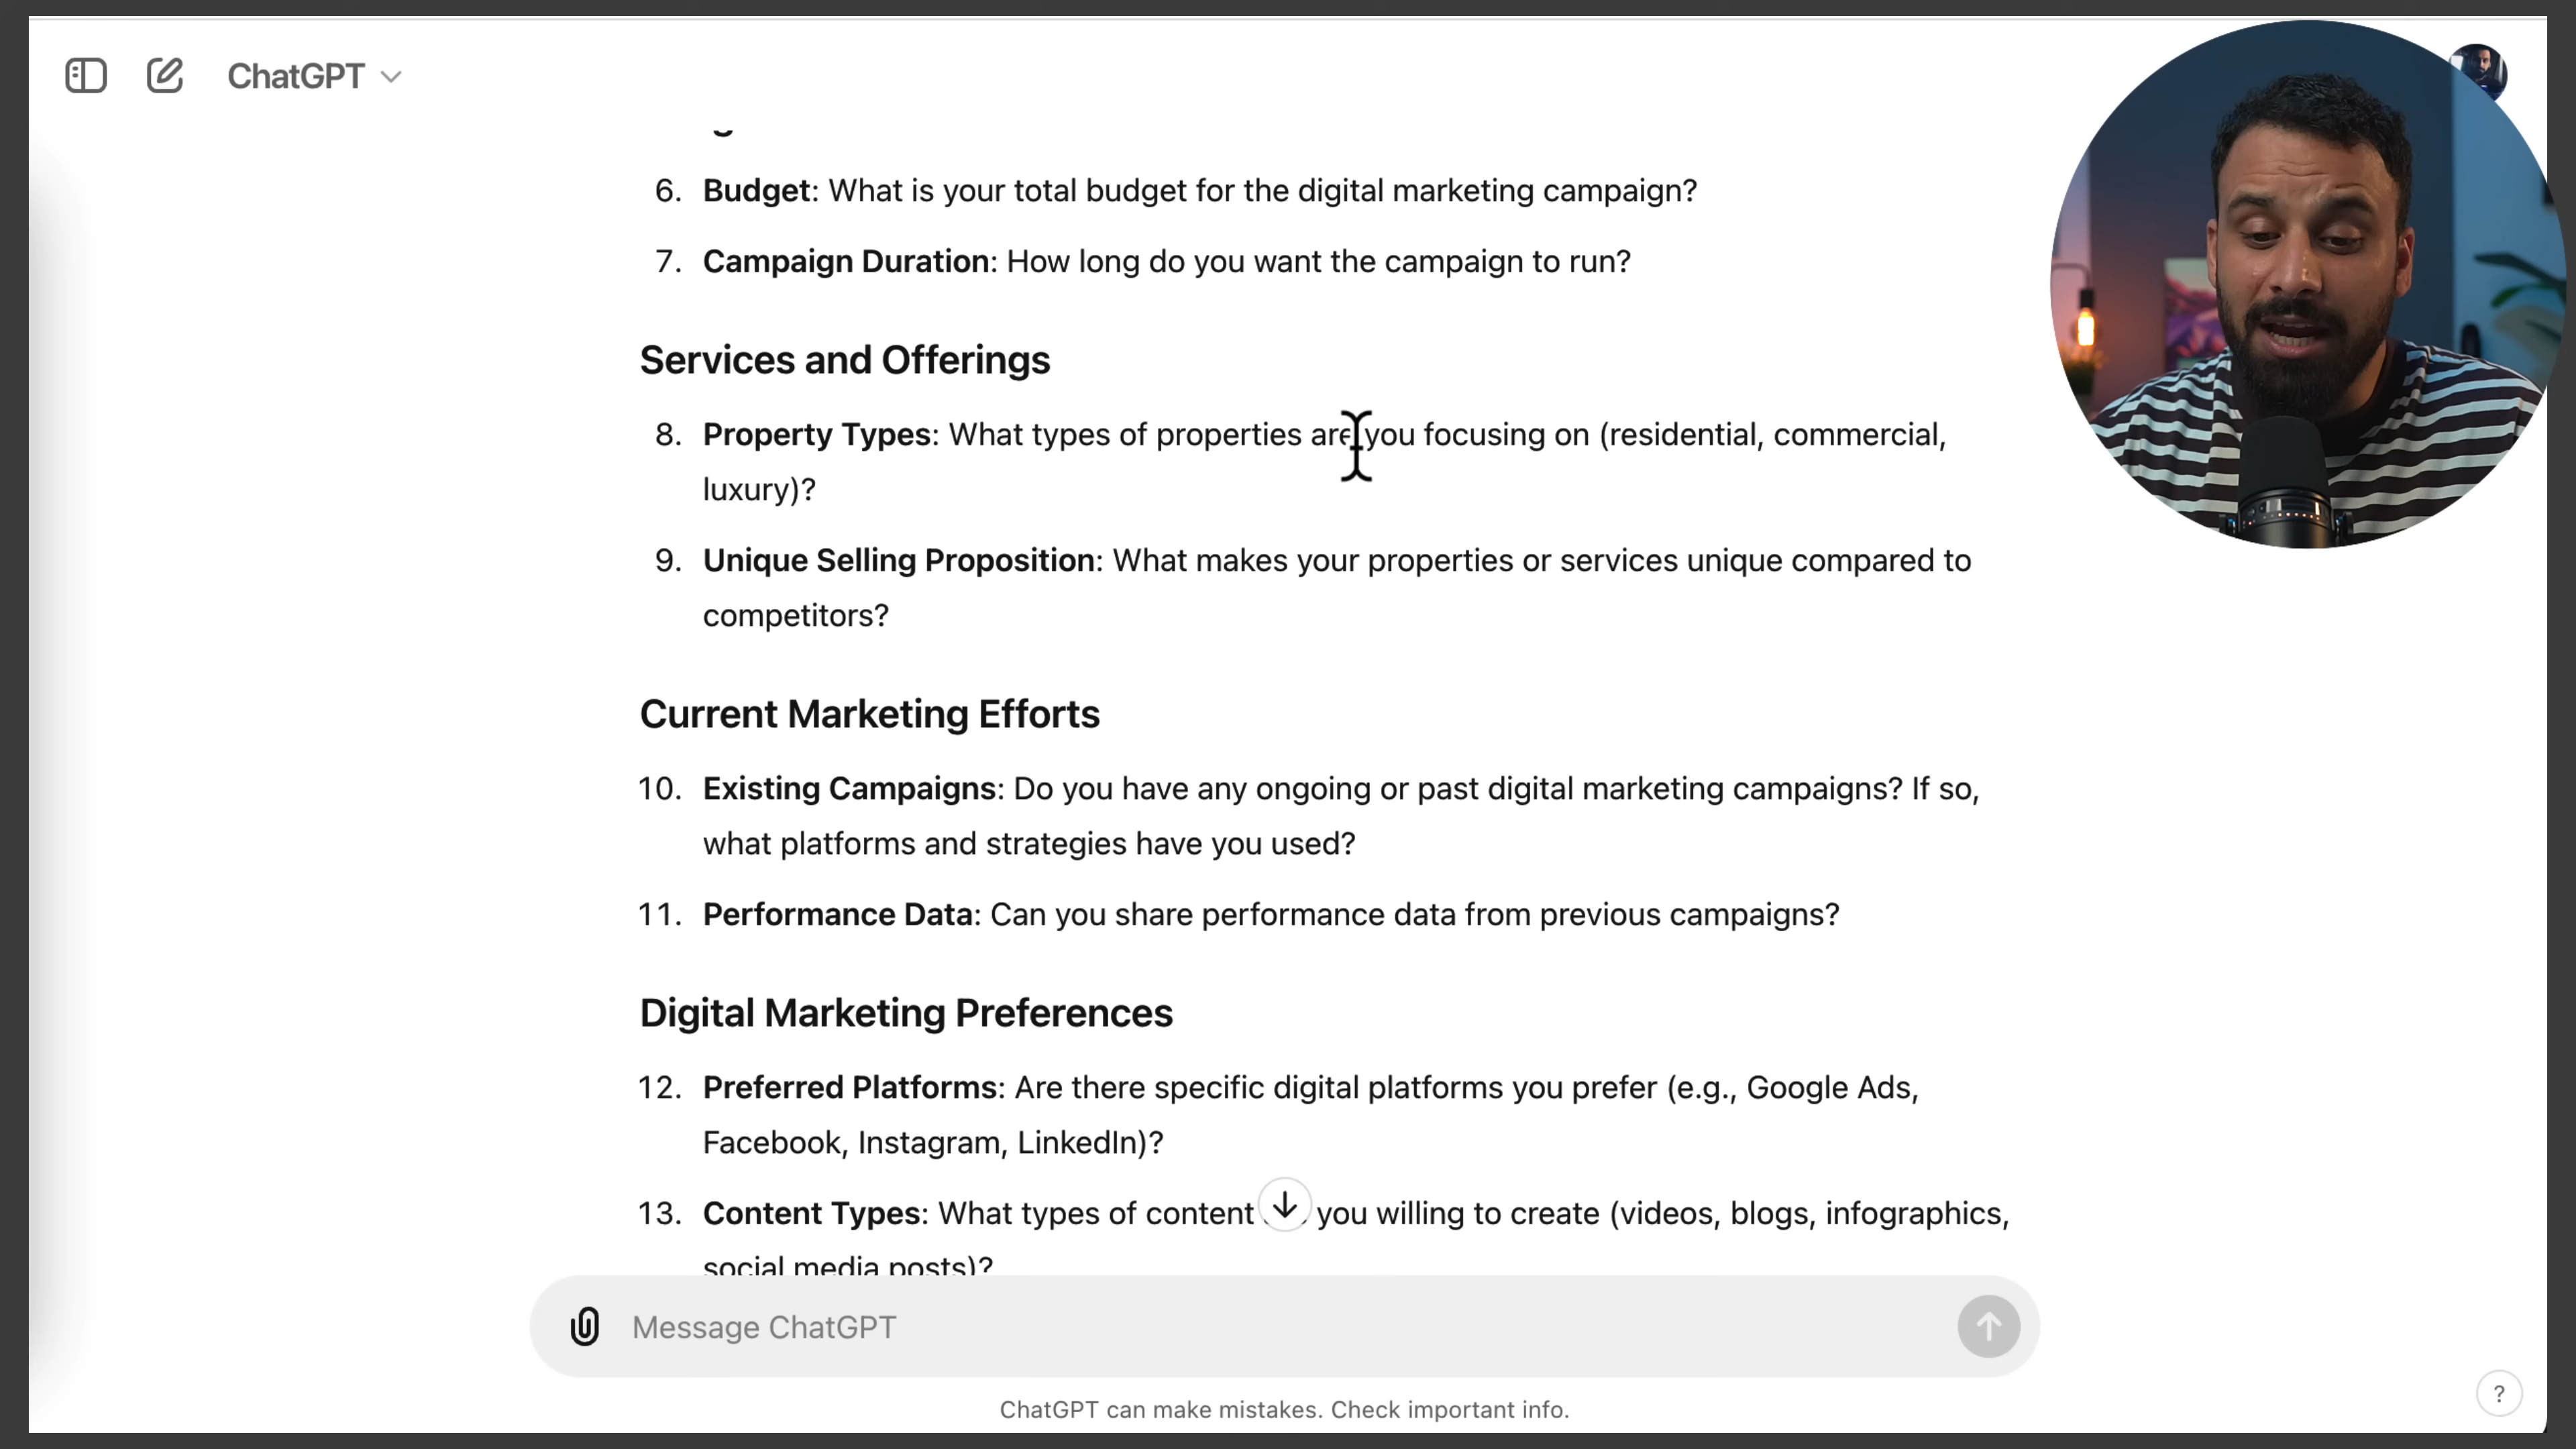 ChatGPT
6. Budget: What is your total budget for the digital marketing campaign?
7. Campaign Duration: How long do you want the campaign to run?
Services and Offerings
8. Property Types: What types of properties are you focusing on (residential, commercial,
luxury)?
9. Unique Selling Proposition: What makes your properties or services unique compared to
competitors?
Current Marketing Efforts
10. Existing Campaigns: Do you have any ongoing or past digital marketing campaigns? If so,
what platforms and strategies have you used?
11. Performance Data: Can you share performance data from previous campaigns?
Digital Marketing Preferences
12. Preferred Platforms: Are there specific digital platforms you prefer (e.g., Google Ads,
Facebook, Instagram, LinkedIn)?
13. Content Types: What types of content you willing to create (videos, blogs, infographics,
social media posts)?
Message ChatGPT
ChatGPT can make mistakes. Check important info.
?